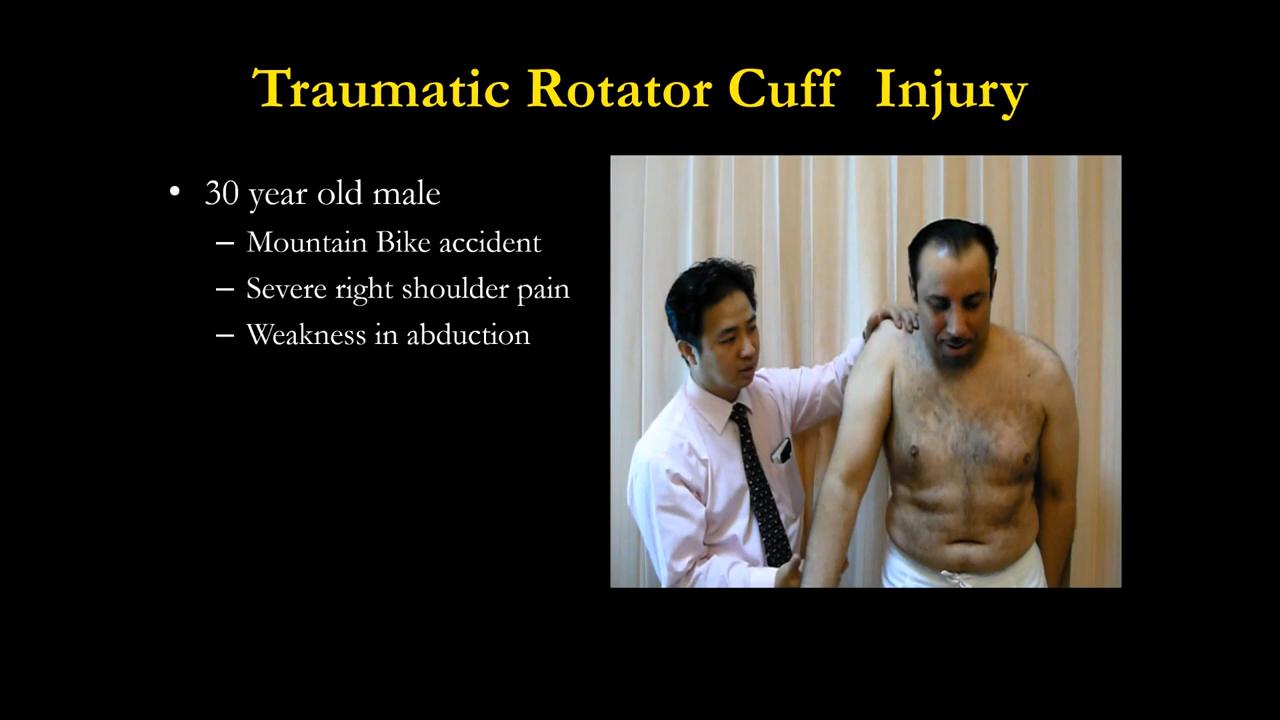 Traumatic Rotator Cuff Injury
• 30 year old male
– Mountain Bike accident
– Severe right shoulder pain
– Weakness in abduction